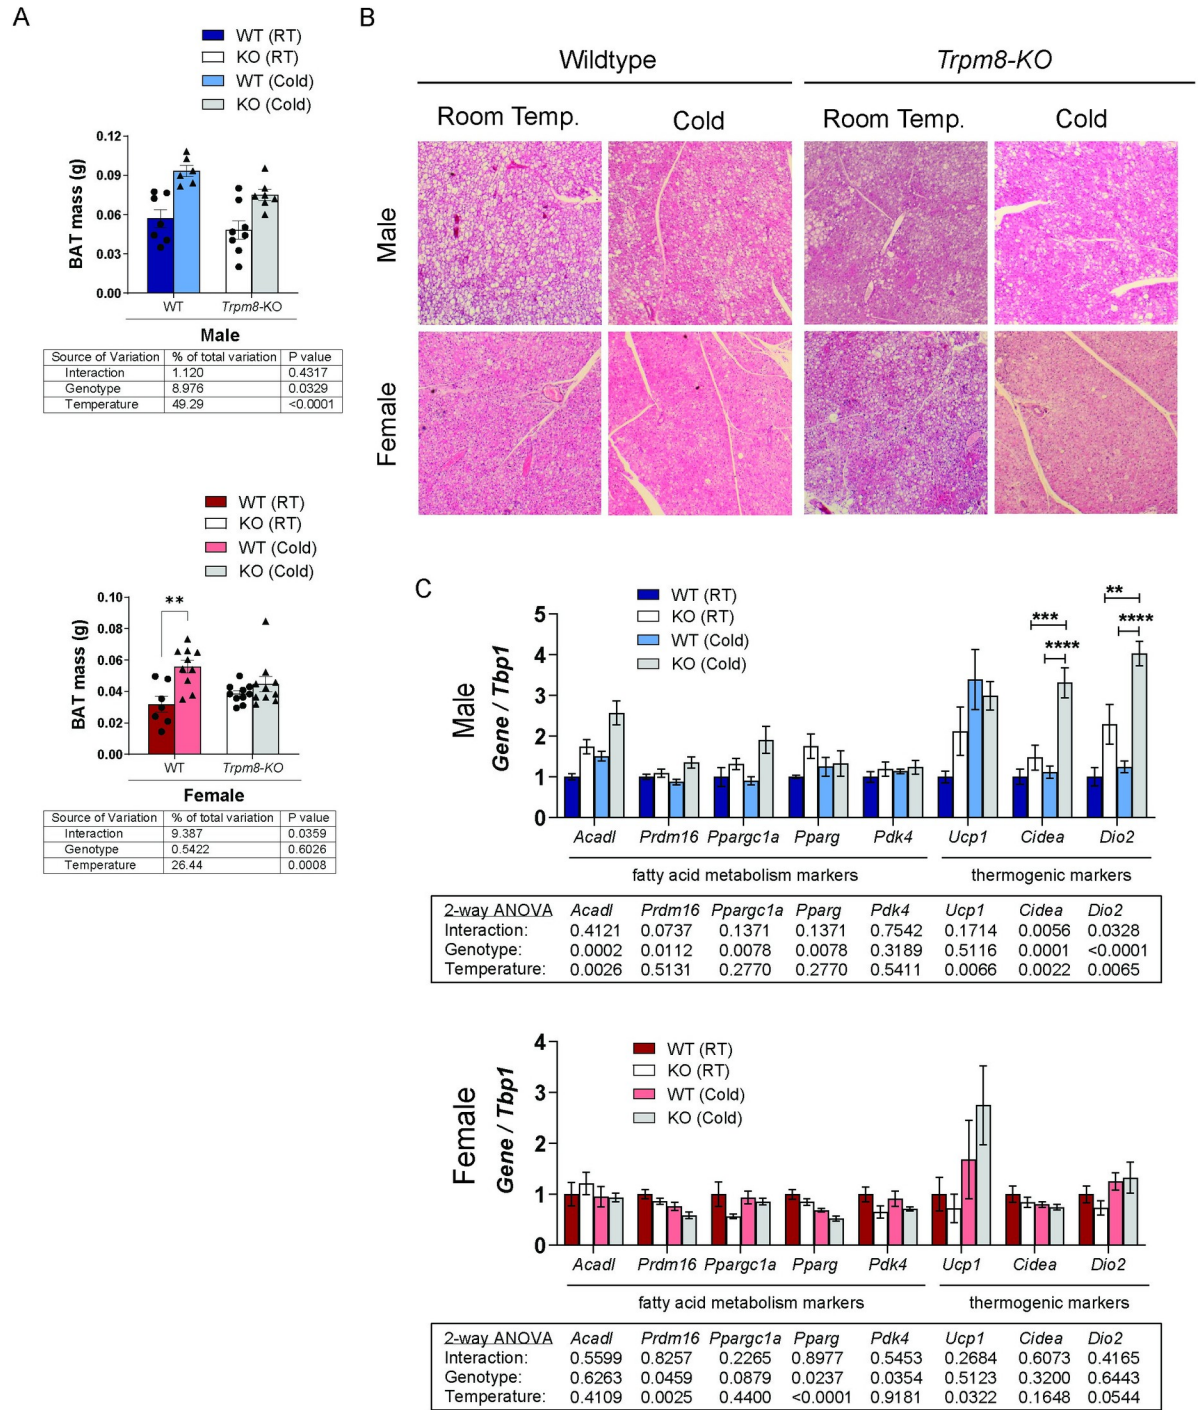 A
WT (RT)
KO (RT)
WT (Cold)
KO (Cold)
0.12
0.09
0.06
0.03
0.00
BAT mass (g)
WT
Trpm8-KO
Male
Source of Variation % of total variation P value
Interaction 1.120 0.4317
Genotype 8.976 0.0329
Temperature 49.29 <0.0001
WT (RT)
KO (RT)
WT (Cold)
KO (Cold)
0.10
0.08
0.06
0.04
0.02
0.00
BAT mass (g)
**
WT
Trpm8-KO
Female
Source of Variation % of total variation P value
Interaction 9.387 0.0359
Genotype 0.5422 0.6026
Temperature 26.44 0.0008
B
Wildtype
Trpm8-KO
Room Temp.
Cold
Room Temp.
Cold
Male
Female
C
WT (RT)
KO (RT)
WT (Cold)
KO (Cold)
Male
Gene / Tbp1
5
4
3
2
1
0
***
****
**
****
Acadl Prdm16 Ppargc1a Pparg Pdk4 Ucp1 Cidea Dio2
fatty acid metabolism markers
thermogenic markers
2-way ANOVA Acadl Prdm16 Ppargc1a Pparg Pdk4 Ucp1 Cidea Dio2
Interaction: 0.4121 0.0737 0.1371 0.1371 0.7542 0.1714 0.0056 0.0328
Genotype: 0.0002 0.0112 0.0078 0.0078 0.3189 0.5116 0.0001 <0.0001
Temperature: 0.0026 0.5131 0.2770 0.2770 0.5411 0.0066 0.0022 0.0065
WT (RT)
KO (RT)
WT (Cold)
KO (Cold)
Female
Gene / Tbp1
4
3
2
1
0
Acadl Prdm16 Ppargc1a Pparg Pdk4 Ucp1 Cidea Dio2
fatty acid metabolism markers
thermogenic markers
2-way ANOVA Acadl Prdm16 Ppargc1a Pparg Pdk4 Ucp1 Cidea Dio2
Interaction: 0.5599 0.8257 0.2265 0.8977 0.5453 0.2684 0.6073 0.4165
Genotype: 0.6263 0.0459 0.0879 0.0237 0.0354 0.5123 0.3200 0.6443
Temperature: 0.4109 0.0025 0.4400 <0.0001 0.9181 0.0322 0.1648 0.0544